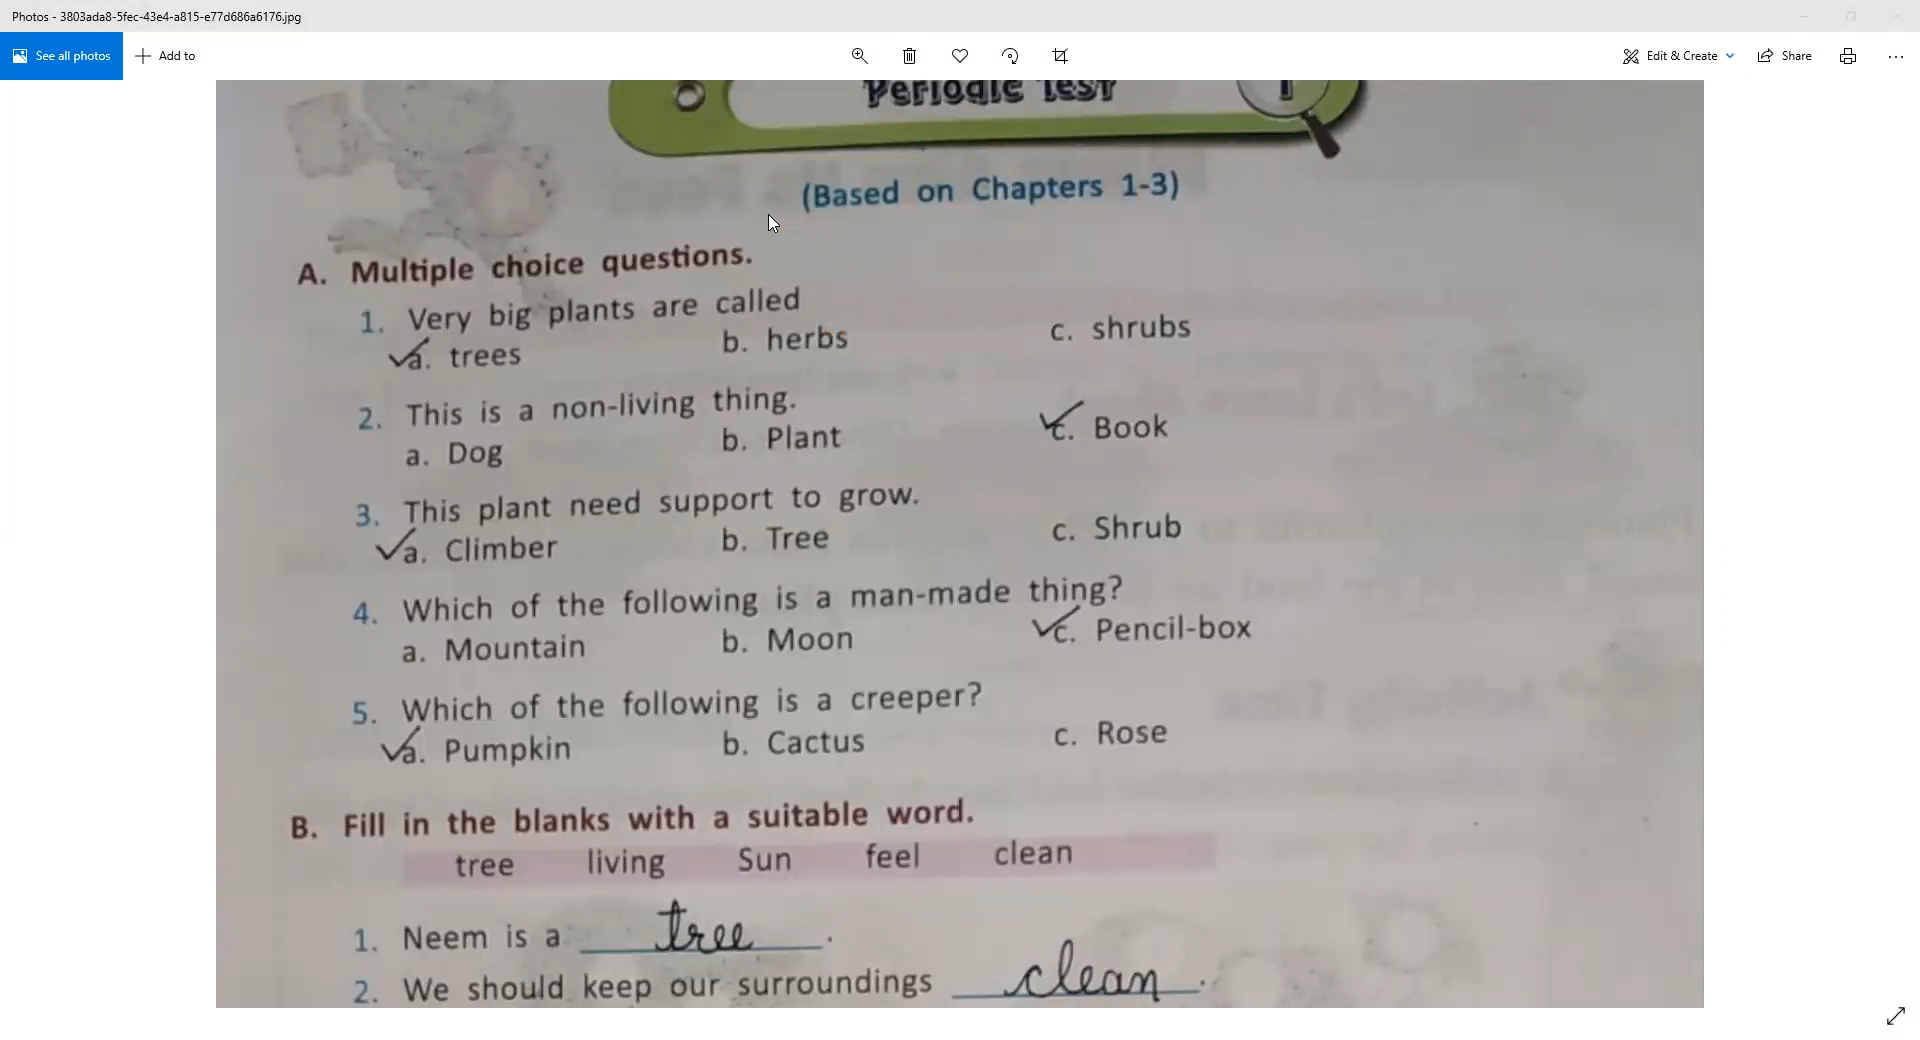 Photos - 3803ada8-5fec-43e4-a815-e77d686a6176.jpg
See all photos Add to Edit & Create Share
Periodic Test 1
(Based on Chapters 1-3)
A. Multiple choice questions.
1. Very big plants are called
a. trees b. herbs c. shrubs
2. This is a non-living thing.
a. Dog b. Plant c. Book
3. This plant need support to grow.
a. Climber b. Tree c. Shrub
4. Which of the following is a man-made thing?
a. Mountain b. Moon c. Pencil-box
5. Which of the following is a creeper?
a. Pumpkin b. Cactus c. Rose
B. Fill in the blanks with a suitable word.
tree living Sun feel clean
1. Neem is a tree.
2. We should keep our surroundings clean.